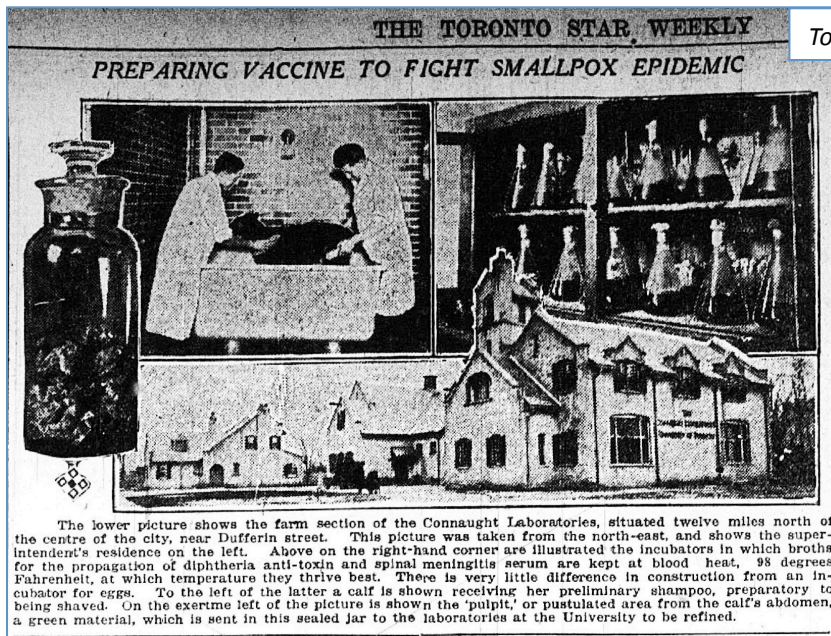 THE TORONTO STAR WEEKLY
To
PREPARING VACCINE TO FIGHT SMALLPOX EPIDEMIC
The lower picture shows the farm section of the Connaught Laboratories, situated twelve miles north of
the centre of the city, near Dufferin street. This picture was taken from the north-east, and shows the super-
intendent's residence on the left. Above on the right-hand corner are illustrated the incubators in which broths
for the propagation of diphtheria anti-toxin and spinal meningitis serum are kept at blood heat, 98 degrees
Fahrenheit, at which temperature they thrive best. There is very little difference in construction from an in-
cubator for eggs. To the left of the latter a calf is shown receiving her preliminary shampoo, preparatory to
being shaved. On the exertme left of the picture is shown the 'pulpit,' or pustulated area from the calf's abdomen,
a green material, which is sent in this sealed jar to the laboratories at the University to be refined.